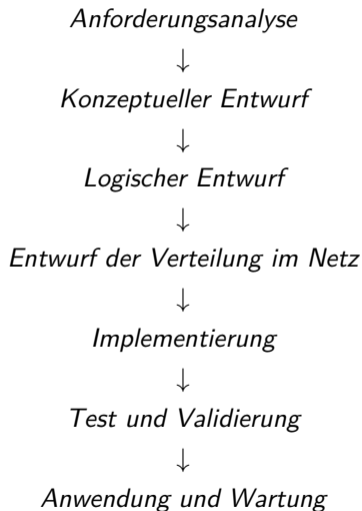 Anforderungsanalyse
↓
Konzeptueller Entwurf
↓
Logischer Entwurf
↓
Entwurf der Verteilung im Netz
↓
Implementierung
↓
Test und Validierung
↓
Anwendung und Wartung